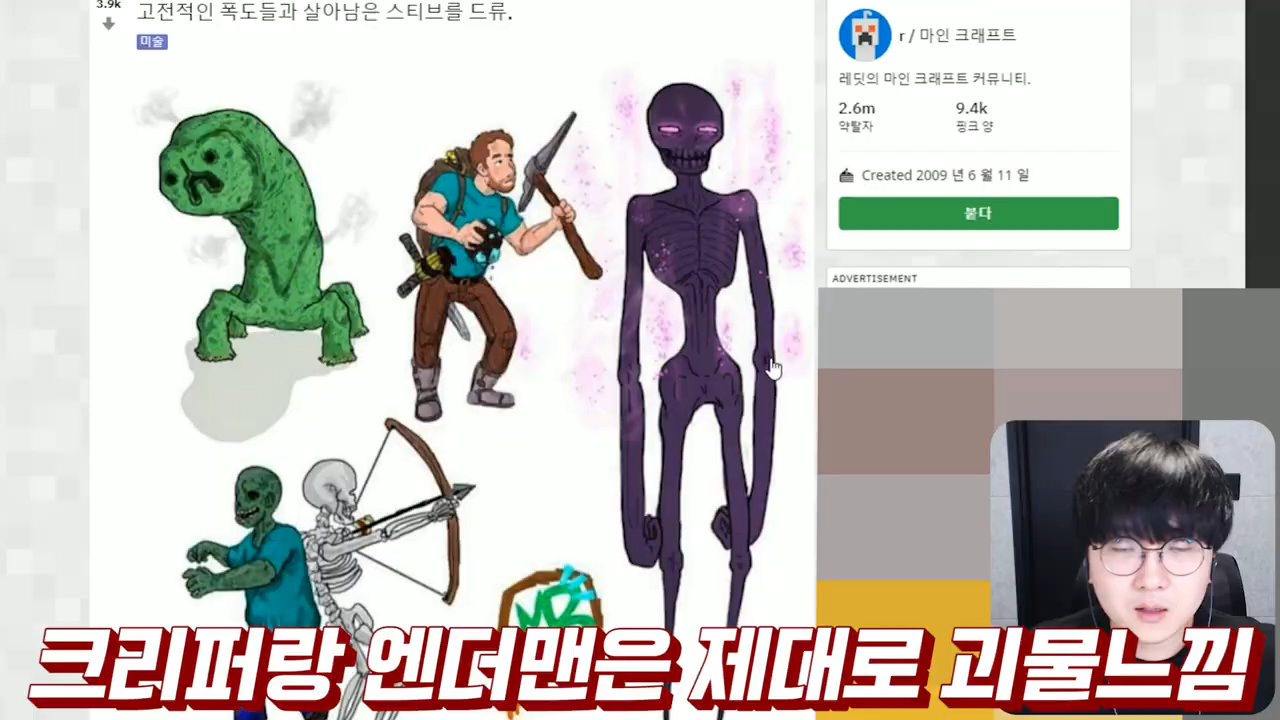 3.9k
고전적인 폭도들과 살아남은 스티브를 드류.
미술
r / 마인 크래프트
레딧의 마인 크래프트 커뮤니티.
2.6m
9.4k
약탈자
핑크 양
Created 2009 년 6 월 11 일
붙다
ADVERTISEMENT
크리퍼랑 엔더맨은 제대로 괴물느낌